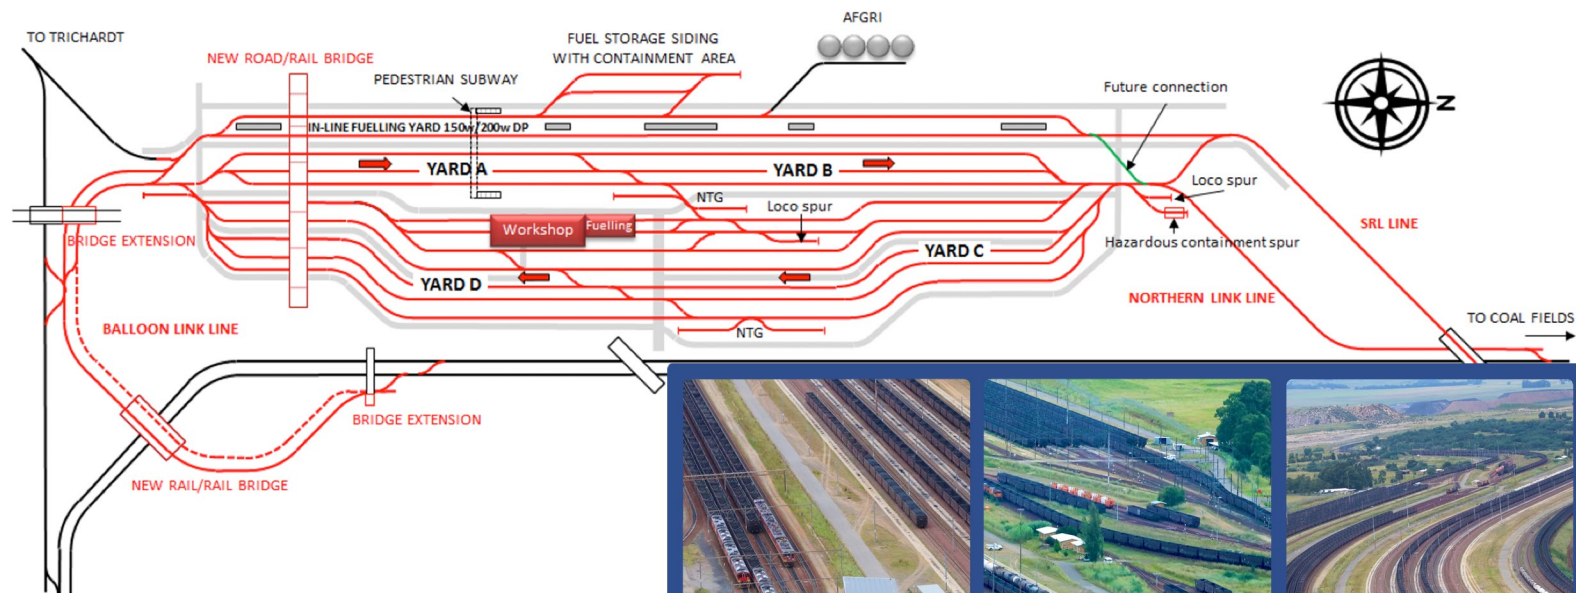 TO TRICHARDT
NEW ROAD/RAIL BRIDGE
PEDESTRIAN SUBWAY
FUEL STORAGE SIDING
WITH CONTAINMENT AREA
AFGRI
Future connection
N
IN-LINE FUELLING YARD 150w/200w DP
YARD A
YARD B
NTG
Loco spur
Loco spur
Workshop
Fuelling
BRIDGE EXTENSION
Hazardous containment spur
SRL LINE
YARD C
YARD D
NORTHERN LINK LINE
BALLOON LINK LINE
NTG
TO COAL FIELDS
BRIDGE EXTENSION
NEW RAIL/RAIL BRIDGE